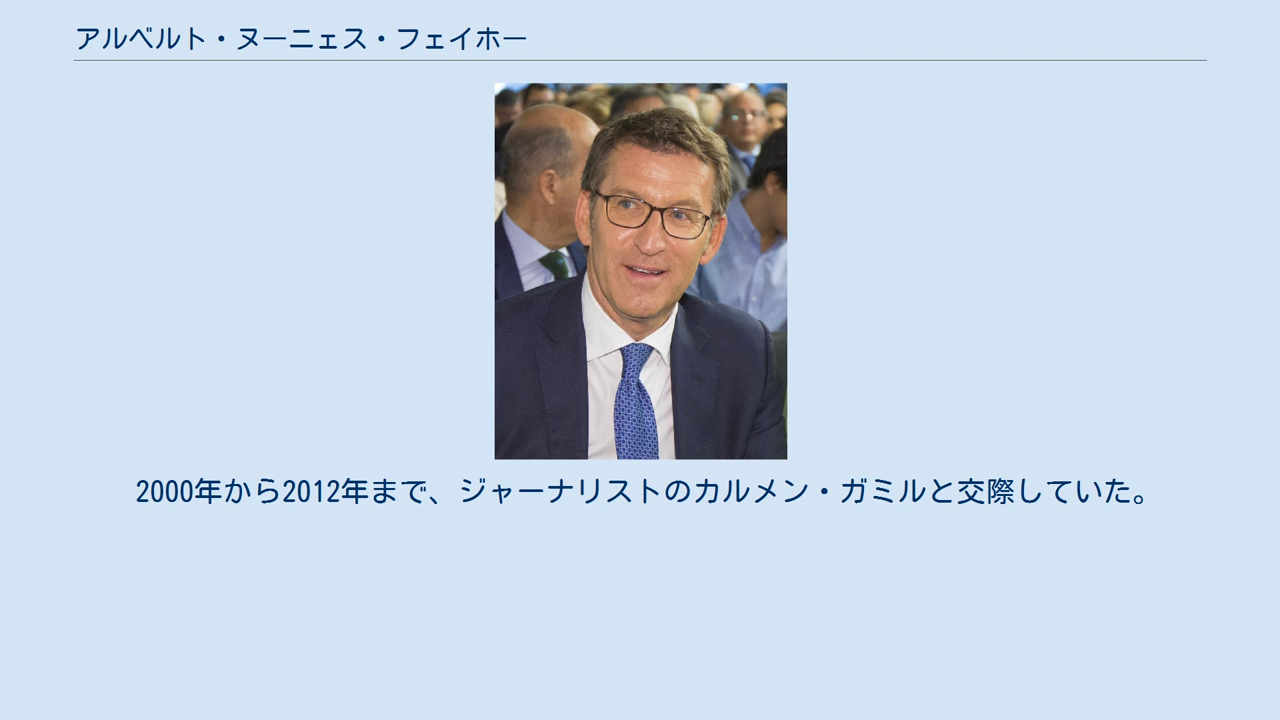 アルベルト・ヌーニェス・フェイホー
2000年から2012年まで、ジャーナリストのカルメン・ガミルと交際していた。